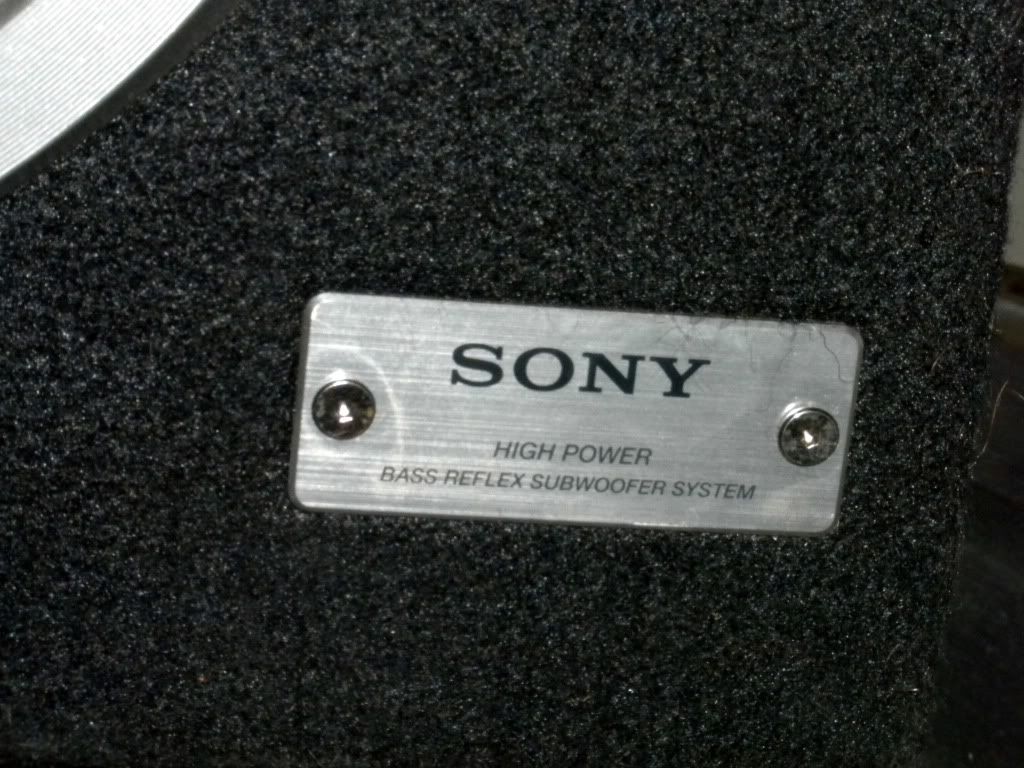 SONY
HIGH POWER
BASS REFLEX SUBWOOFER SYSTEM